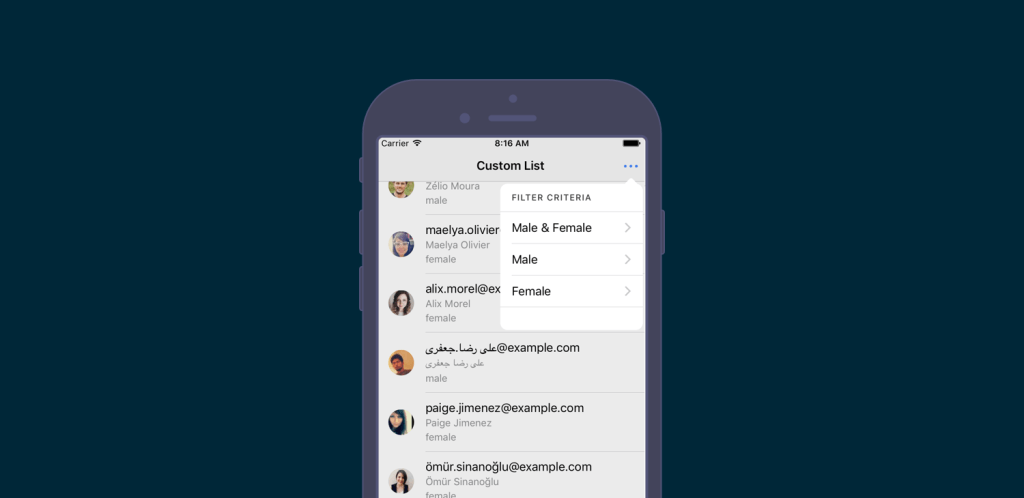 Carrier
8:16 AM
Custom List
Zélio Moura
male
FILTER CRITERIA
Male & Female
Male
Female
maelya.olivier
Maelya Olivier
female
alix.morel@ex
Alix Morel
female
علی رضا.جعفری@example.com
علی رضا جعفری
male
paige.jimenez@example.com
Paige Jimenez
female
ömür.sinanoğlu@example.com
Ömür Sinanoğlu
female